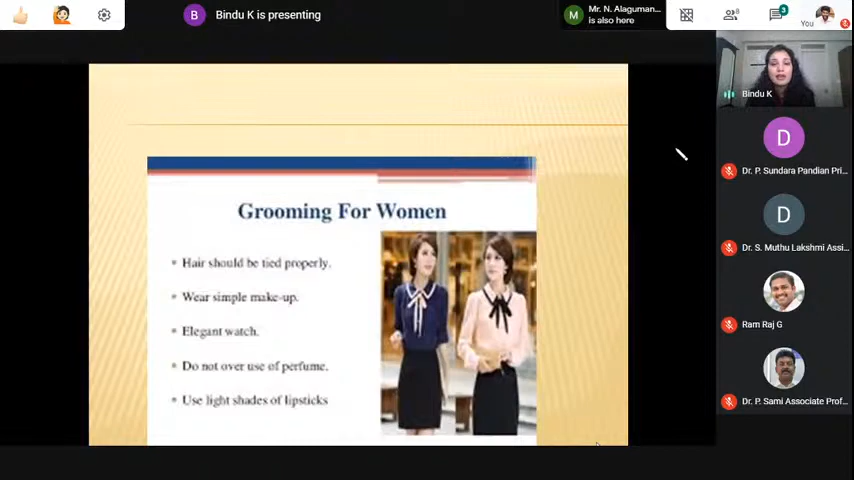 Bindu K is presenting
Mr. N. Alaguman...
is also here
8
3
You
Bindu K
Grooming For Women
Hair should be tied properly.
Wear simple make-up.
Elegant watch.
Do not over use of perfume.
Use light shades of lipsticks
Dr. P. Sundara Pandian Pri...
Dr. S. Muthu Lakshmi Assi...
Ram Raj G
Dr. P. Sami Associate Prof...
B
M
D
D